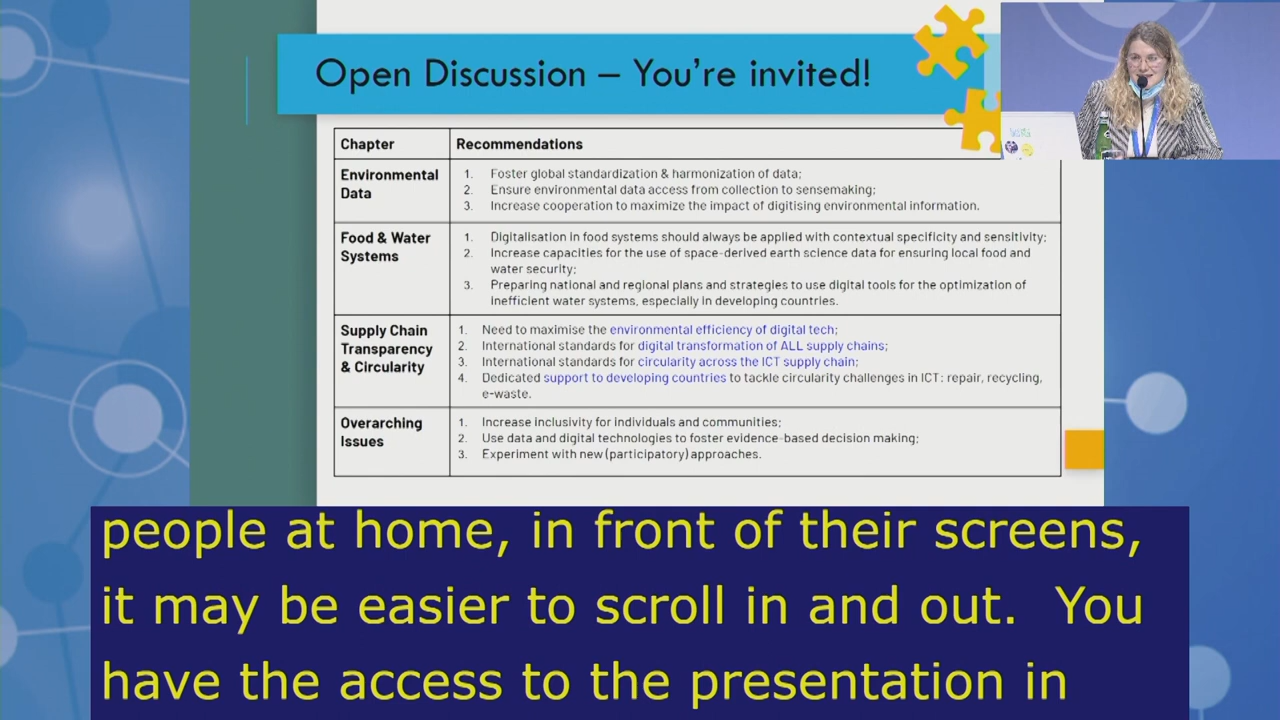 Open Discussion – You're invited!
Chapter Recommendations
Environmental Data
1. Foster global standardization & harmonization of data;
2. Ensure environmental data access from collection to sensemaking;
3. Increase cooperation to maximize the impact of digitising environmental information.
Food & Water Systems
1. Digitalisation in food systems should always be applied with contextual specificity and sensitivity;
2. Increase capacities for the use of space-derived earth science data for ensuring local food and
water security;
3. Preparing national and regional plans and strategies to use digital tools for the optimization of
inefficient water systems, especially in developing countries.
Supply Chain
Transparency
& Circularity
1. Need to maximise the environmental efficiency of digital tech;
2. International standards for digital transformation of ALL supply chains;
3. International standards for circularity across the ICT supply chain;
4. Dedicated support to developing countries to tackle circularity challenges in ICT: repair, recycling,
e-waste.
Overarching
Issues
1. Increase inclusivity for individuals and communities;
2. Use data and digital technologies to foster evidence-based decision making;
3. Experiment with new (participatory) approaches.
people at home, in front of their screens,
it may be easier to scroll in and out. You
have the access to the presentation in